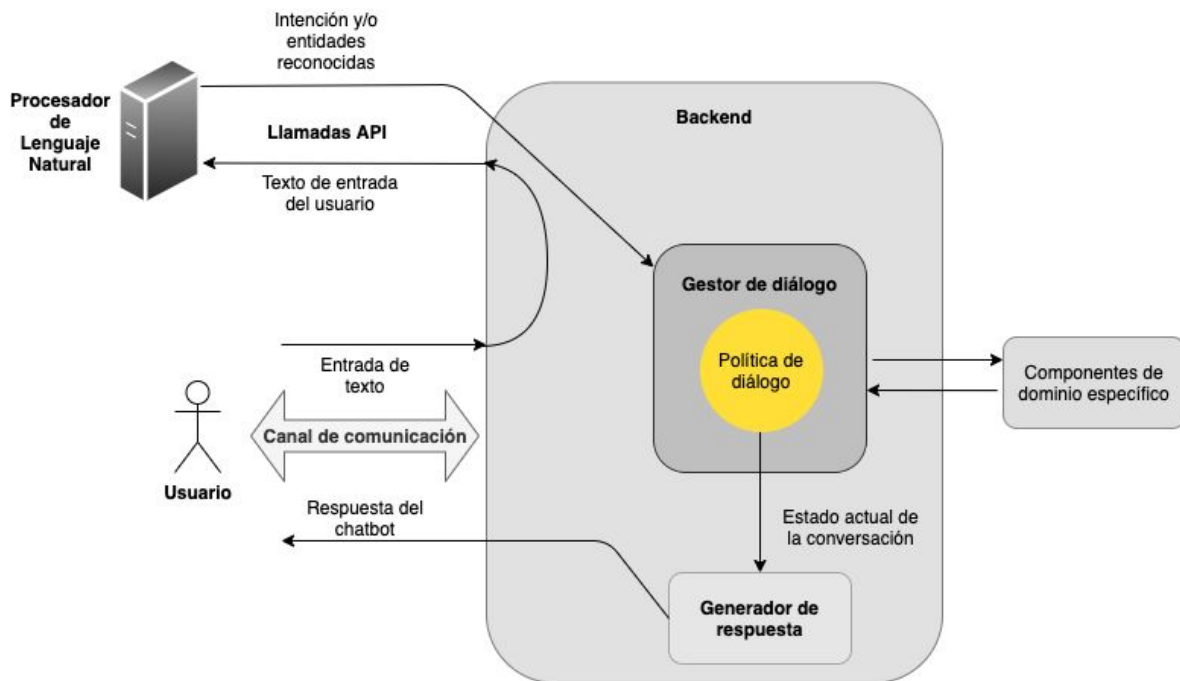 Intención y/o
entidades
reconocidas
Procesador
de
Lenguaje
Natural
Llamadas API
Texto de entrada
del usuario
Backend
Gestor de diálogo
Política de
diálogo
Componentes de
dominio específico
Entrada de
texto
Canal de comunicación
Usuario
Respuesta del
chatbot
Estado actual de
la conversación
Generador de
respuesta